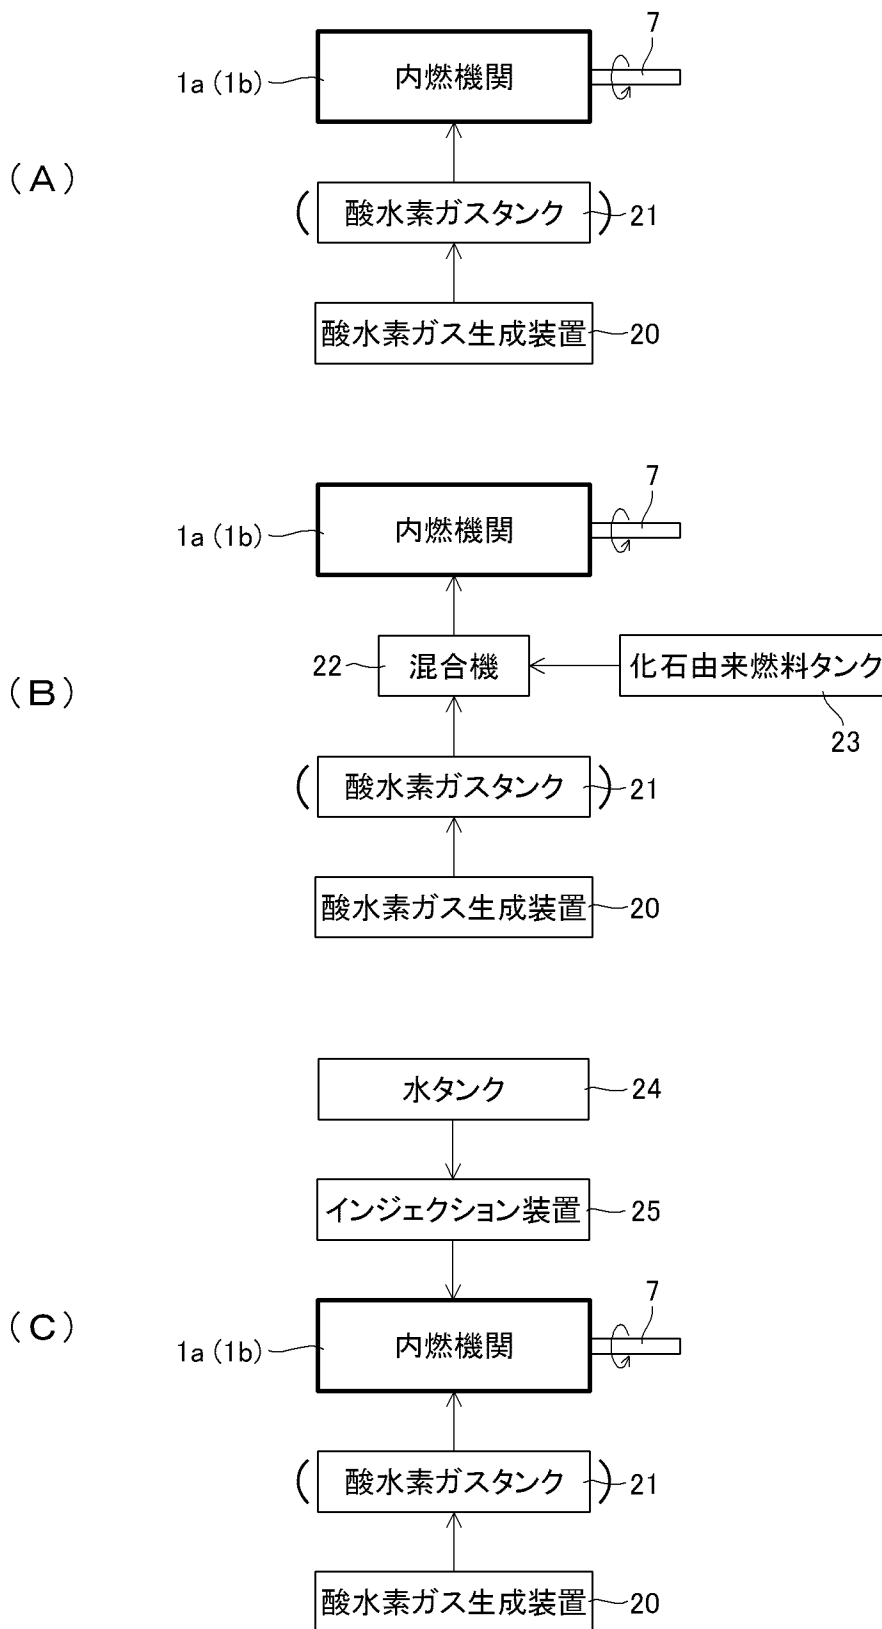 (A)
7
1a(1b)
内燃機関
(酸水素ガスタンク) 21
酸水素ガス生成装置 20
(B)
7
1a(1b)
内燃機関
22 混合機
化石由来燃料タンク
23
(酸水素ガスタンク) 21
酸水素ガス生成装置 20
(C)
水タンク 24
インジェクション装置 25
7
1a(1b)
内燃機関
(酸水素ガスタンク) 21
酸水素ガス生成装置 20